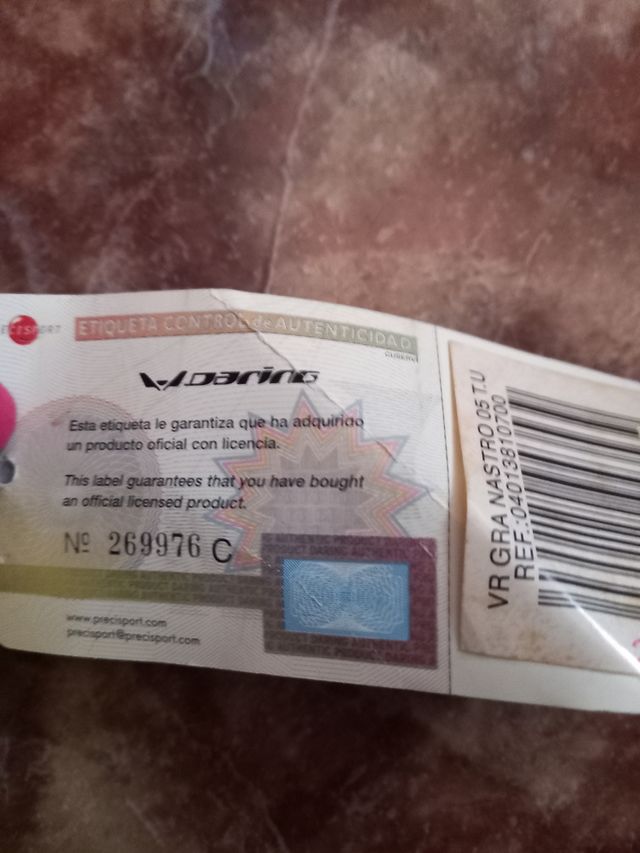 ETIQUETA CONTROL de AUTENTICIDAD
Daring
Esta etiqueta le garantiza que ha adquirido
un producto oficial con licencia.
This label guarantees that you have bought
an official licensed product.
Nº 269976 C
www.precisport.com
precisport@precisport.com
VR GRA NASTRO 05 T.U
REF:04013810700